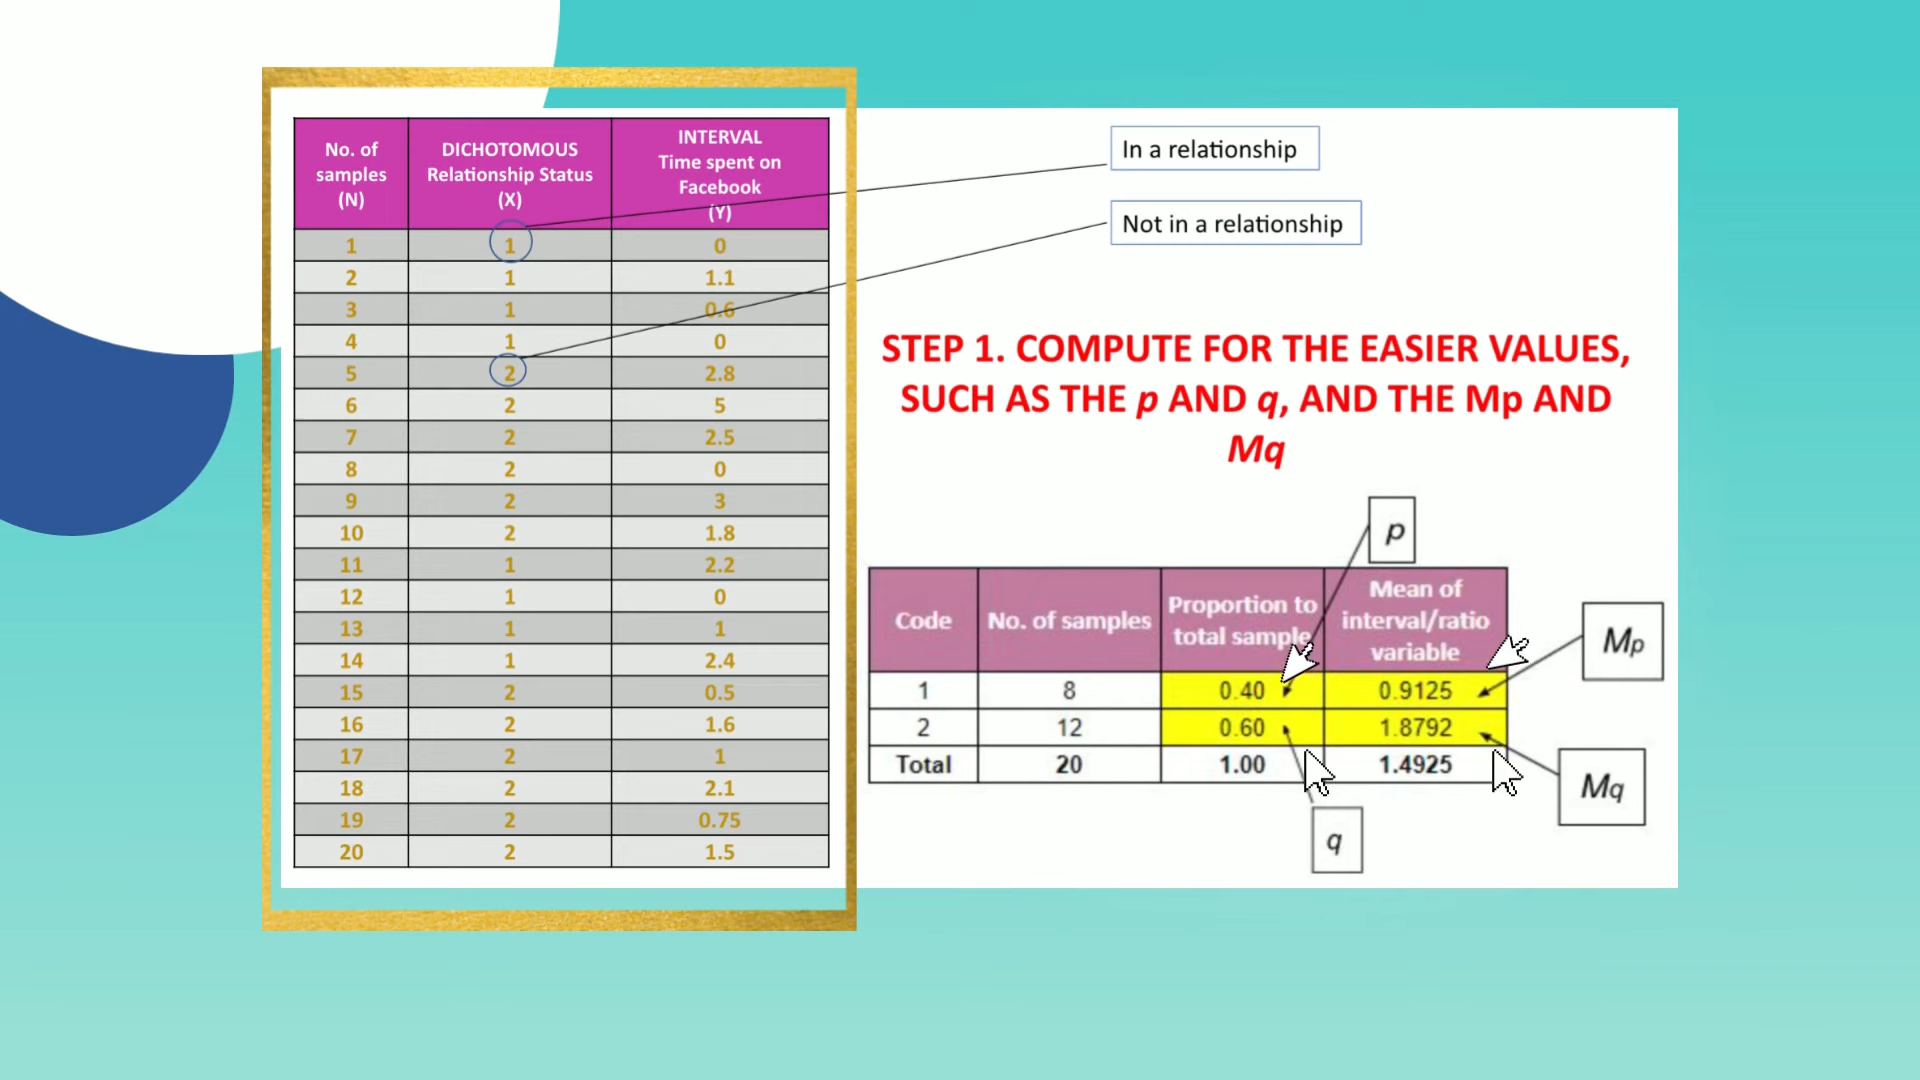 No. of samples (N) DICHOTOMOUS Relationship Status (X) INTERVAL Time spent on Facebook (Y)
1 1 0
2 1 1.1
3 1 0.6
4 1 0
5 2 2.8
6 2 5
7 2 2.5
8 2 0
9 2 3
10 2 1.8
11 1 2.2
12 1 0
13 1 1
14 1 2.4
15 2 0.5
16 2 1.6
17 2 1
18 2 2.1
19 2 0.75
20 2 1.5
In a relationship
Not in a relationship
STEP 1. COMPUTE FOR THE EASIER VALUES,
SUCH AS THE p AND q, AND THE Mp AND
Mq
p
Code No. of samples Proportion to total sample Mean of interval/ratio variable
1 8 0.40 0.9125
2 12 0.60 1.8792
Total 20 1.00 1.4925
Mp
Mq
q